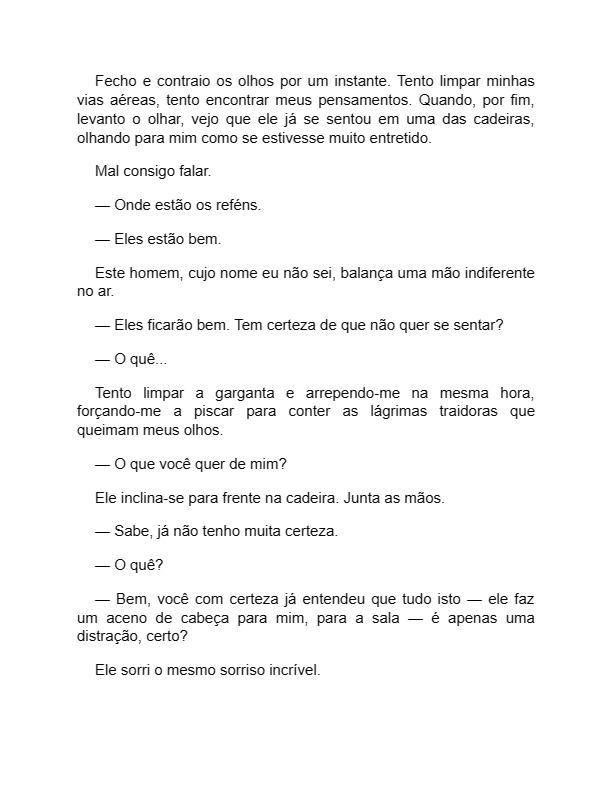 Fecho e contraio os olhos por um instante. Tento limpar minhas
vias aéreas, tento encontrar meus pensamentos. Quando, por fim,
levanto o olhar, vejo que ele já se sentou em uma das cadeiras,
olhando para mim como se estivesse muito entretido.
Mal consigo falar.
— Onde estão os reféns.
— Eles estão bem.
Este homem, cujo nome eu não sei, balança uma mão indiferente
no ar.
— Eles ficarão bem. Tem certeza de que não quer se sentar?
— O quê...
Tento limpar a garganta e arrependo-me na mesma hora,
forçando-me a piscar para conter as lágrimas traidoras que
queimam meus olhos.
— O que você quer de mim?
Ele inclina-se para frente na cadeira. Junta as mãos.
— Sabe, já não tenho muita certeza.
— O quê?
— Bem, você com certeza já entendeu que tudo isto — ele faz
um aceno de cabeça para mim, para a sala — é apenas uma
distração, certo?
Ele sorri o mesmo sorriso incrível.